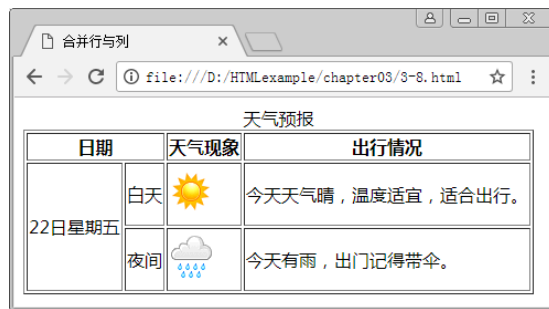 合并行与列
file:///D:/HTMLexample/chapter03/3-8.html
天气预报
日期 天气现象 出行情况
22日星期五 白天 今天天气晴，温度适宜，适合出行。
夜间 今天有雨，出门记得带伞。